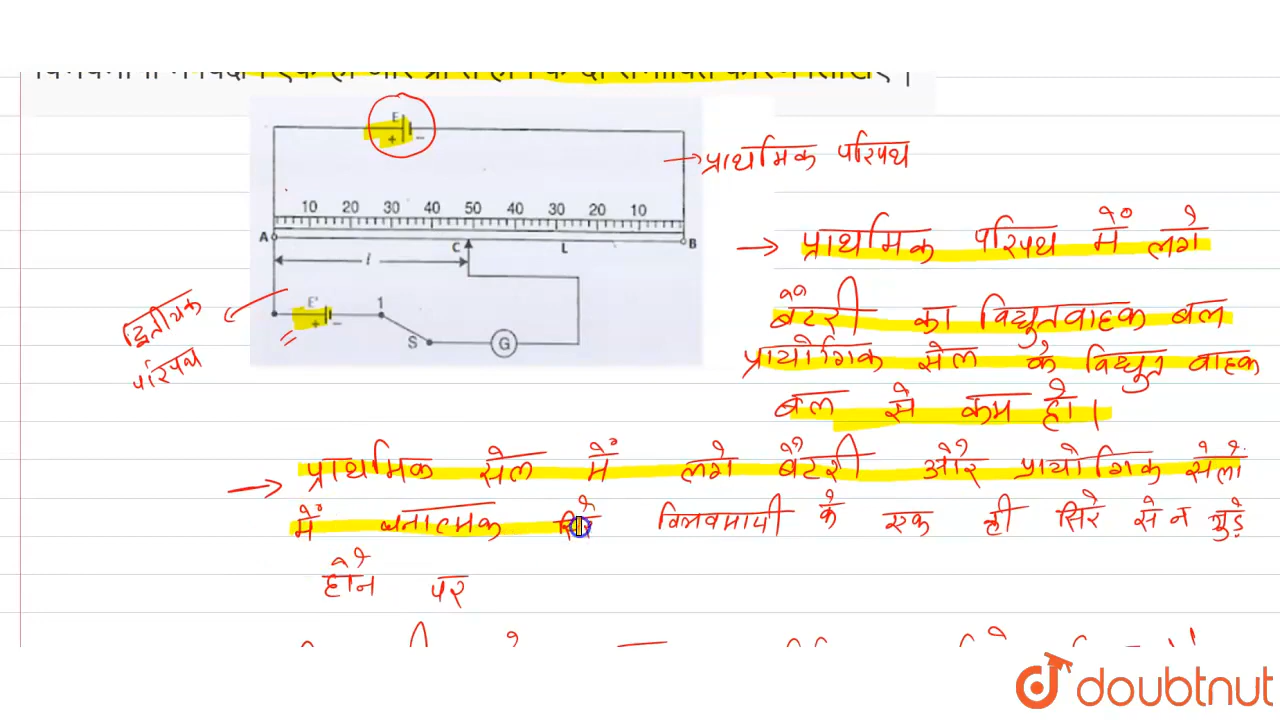 E
+ −
→ प्राथमिक परिपथ
10 20 30 40 50 40 30 20 10
A C L B
l
→ प्राथमिक परिपथ में लगे
बैटरी का विद्युतवाहक बल
प्रायोगिक सेल के विद्युत वाहक
बल से कम हो।
द्वितीयक
परिपथ
E'
+ −
1
S G
→ प्राथमिक सेल में लगे बैटरी और प्रायोगिक सेलों
में धनात्मक विभवमापी के एक ही सिरे से न जुड़े
होने पर
doubtnut